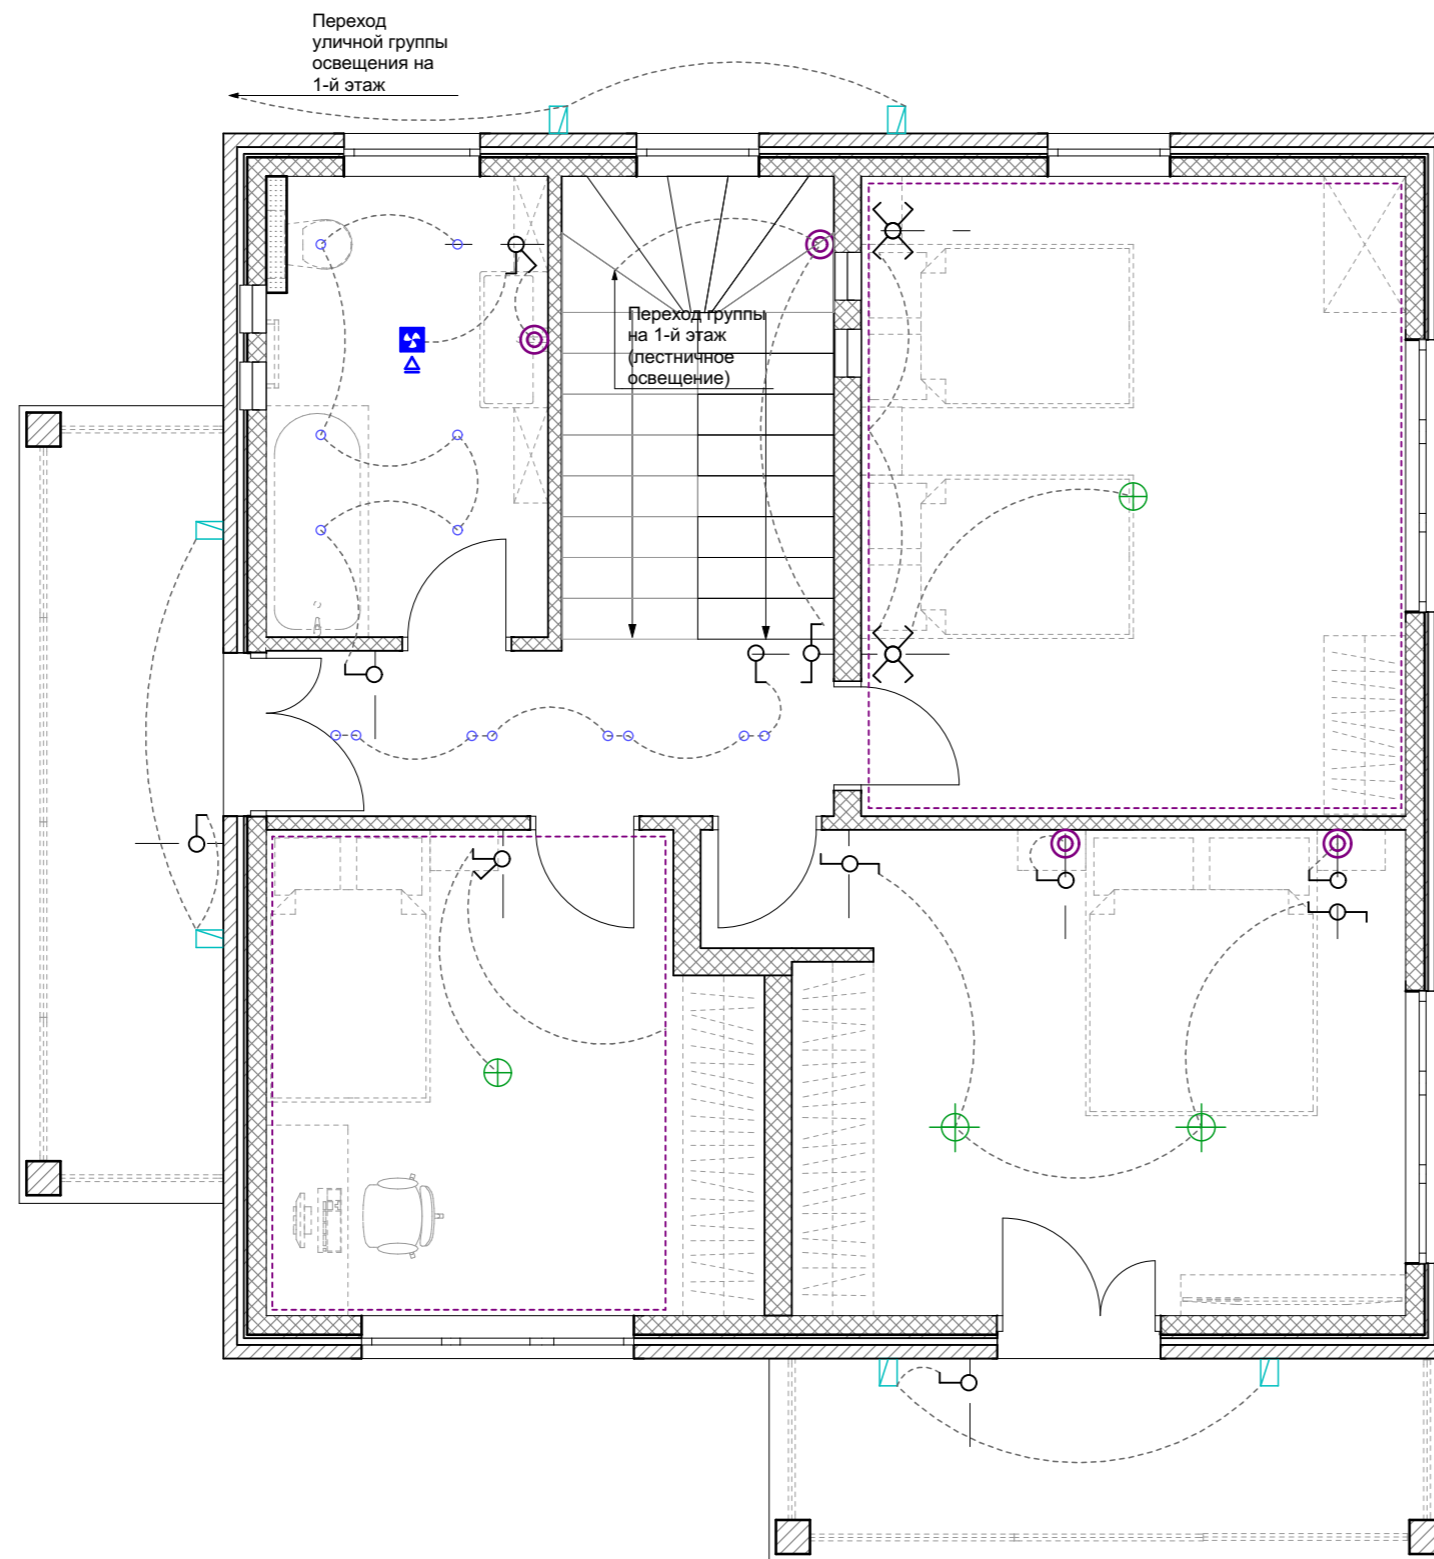 Переход
уличной группы
освещения на
1-й этаж
Переход группы
на 1-й этаж
(лестничное
освещение)